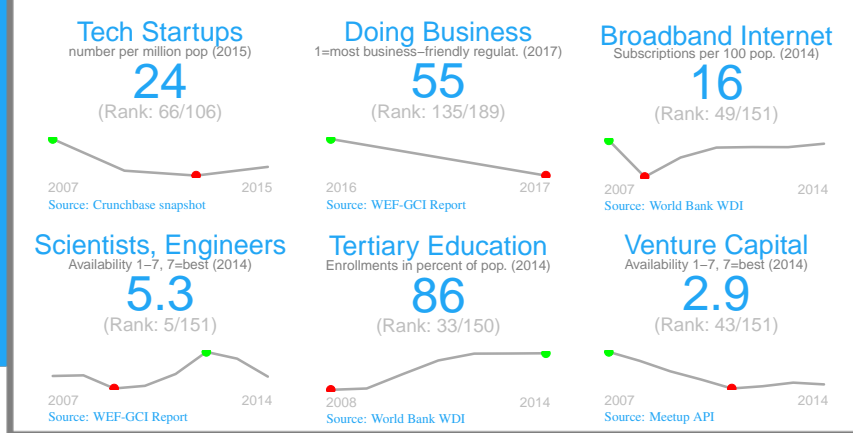 Tech Startups
number per million pop (2015)
24
(Rank: 66/106)
2007 2015
Source: Crunchbase snapshot
Doing Business
1=most business−friendly regulat. (2017)
55
(Rank: 135/189)
2016 2017
Source: WEF-GCI Report
Broadband Internet
Subscriptions per 100 pop. (2014)
16
(Rank: 49/151)
2007 2014
Source: World Bank WDI
Scientists, Engineers
Availability 1−7, 7=best (2014)
5.3
(Rank: 5/151)
2007 2014
Source: WEF-GCI Report
Tertiary Education
Enrollments in percent of pop. (2014)
86
(Rank: 33/150)
2008 2014
Source: World Bank WDI
Venture Capital
Availability 1−7, 7=best (2014)
2.9
(Rank: 43/151)
2007 2014
Source: Meetup API